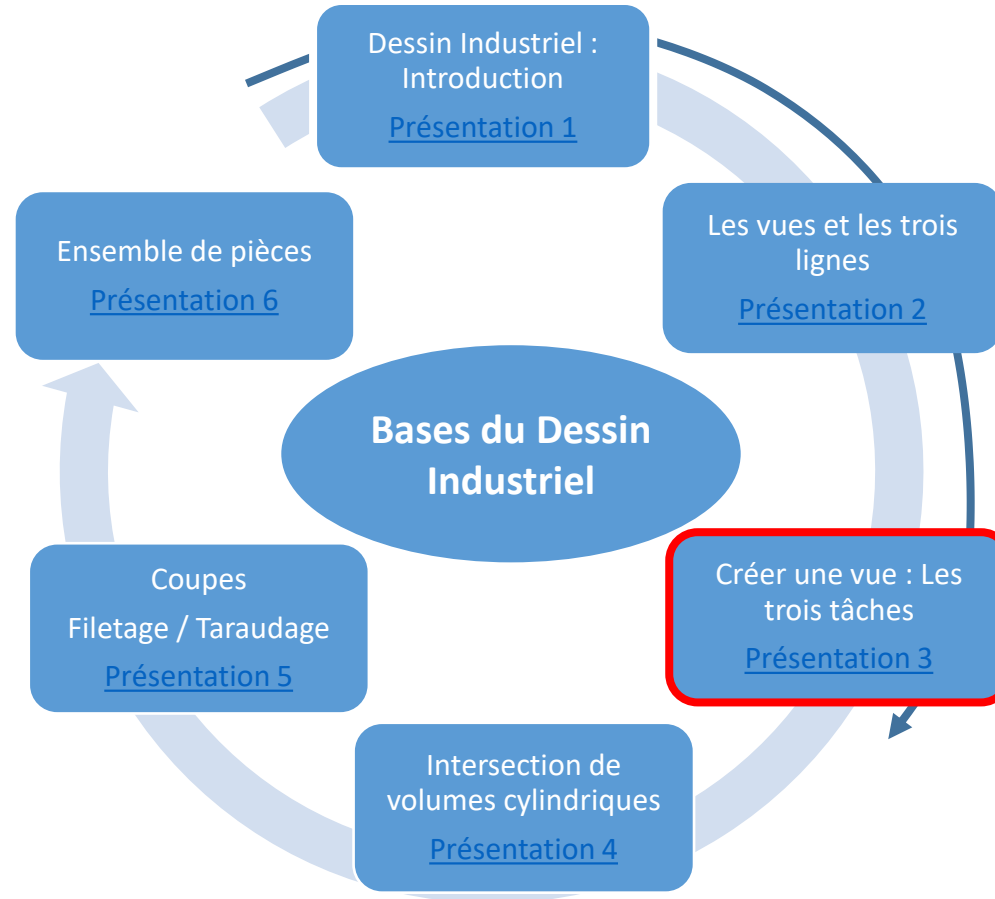 Dessin Industriel :
Introduction
Présentation 1
Les vues et les trois
lignes
Présentation 2
Créer une vue : Les
trois tâches
Présentation 3
Intersection de
volumes cylindriques
Présentation 4
Coupes
Filetage / Taraudage
Présentation 5
Ensemble de pièces
Présentation 6
Bases du Dessin
Industriel